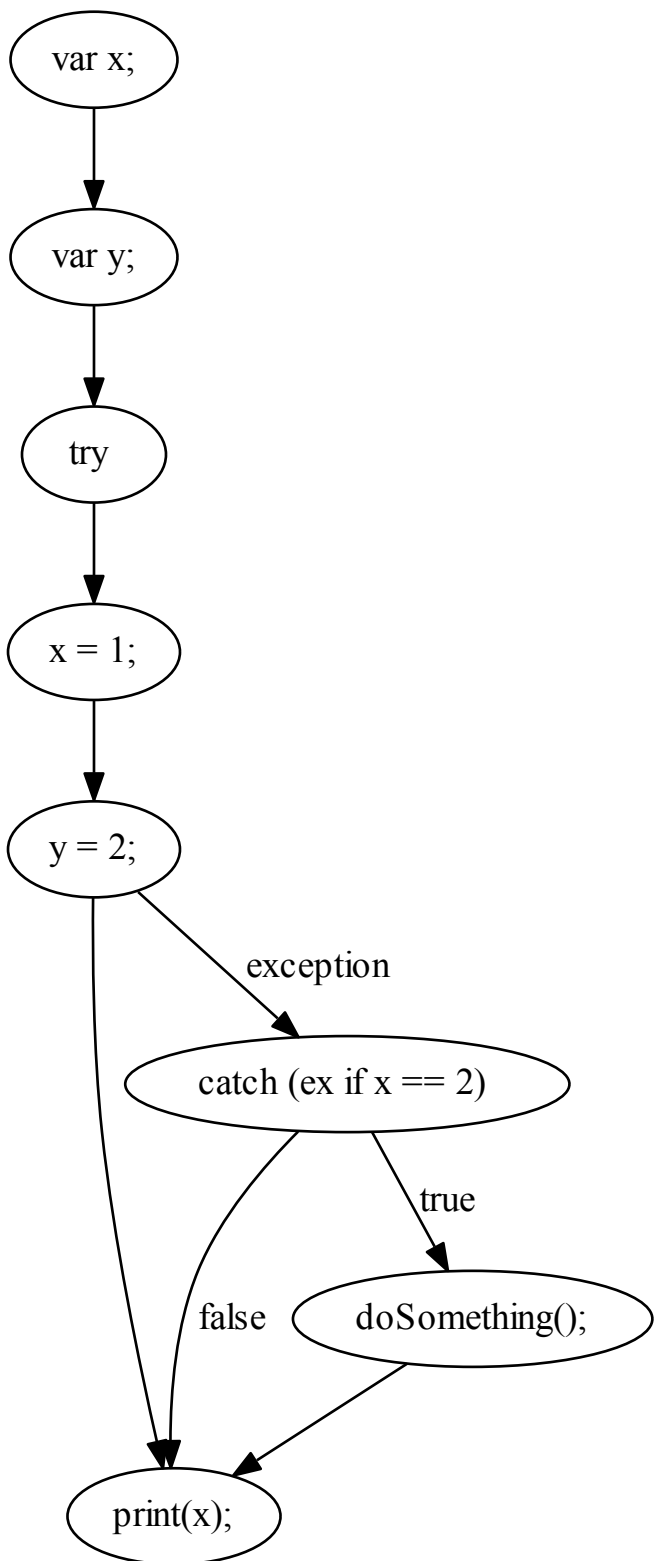 var x;
var y;
try
x = 1;
y = 2;
exception
catch (ex if x == 2)
true
false
doSomething();
print(x);